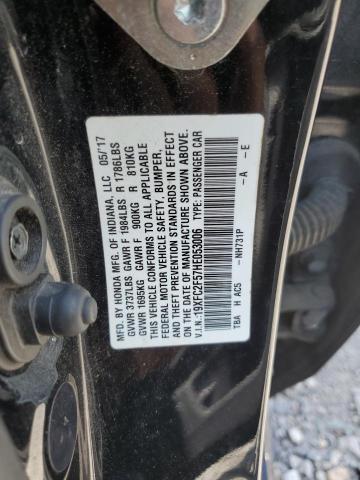 MFD. BY HONDA MFG. OF INDIANA, LLC 05/'17
GVWR 3737LBS GAWR F 1984LBS R 1786LBS
GVWR 1695KG GAWR F 900KG R 810KG
THIS VEHICLE CONFORMS TO ALL APPLICABLE
FEDERAL MOTOR VEHICLE SAFETY, BUMPER,
AND THEFT PREVENTION STANDARDS IN EFFECT
ON THE DATE OF MANUFACTURE SHOWN ABOVE.
V.I.N.: 19XFC2F57HE053006 TYPE: PASSENGER CAR
-NH731P -A -E
TBA H AC5